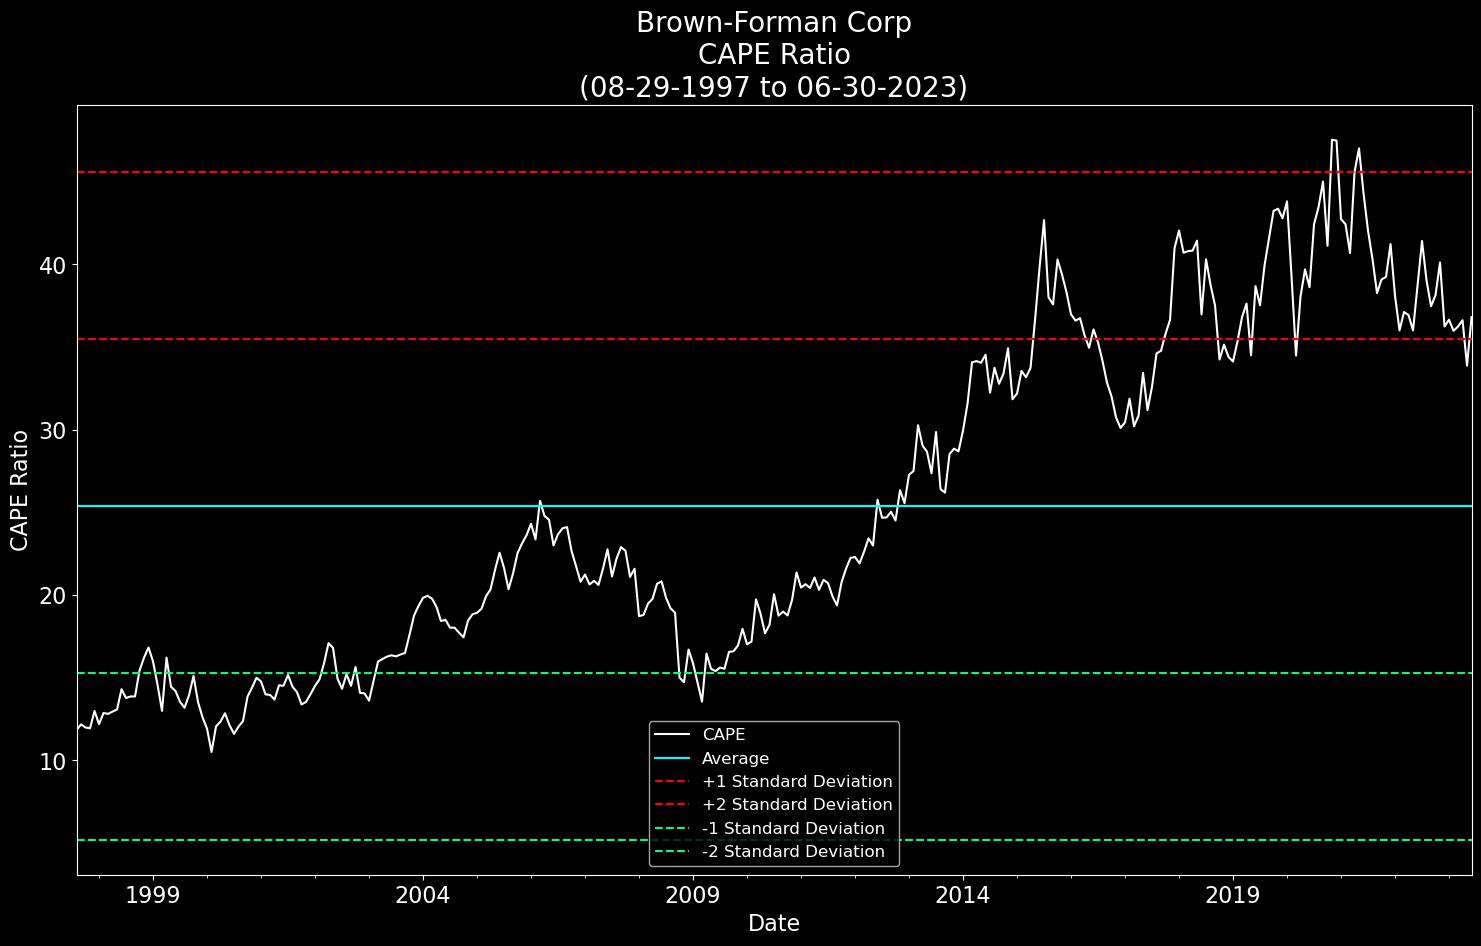 Brown-Forman Corp
CAPE Ratio
(08-29-1997 to 06-30-2023)
CAPE Ratio
40
30
20
10
CAPE
Average
+1 Standard Deviation
+2 Standard Deviation
-1 Standard Deviation
-2 Standard Deviation
1999 2004 2009 2014 2019
Date